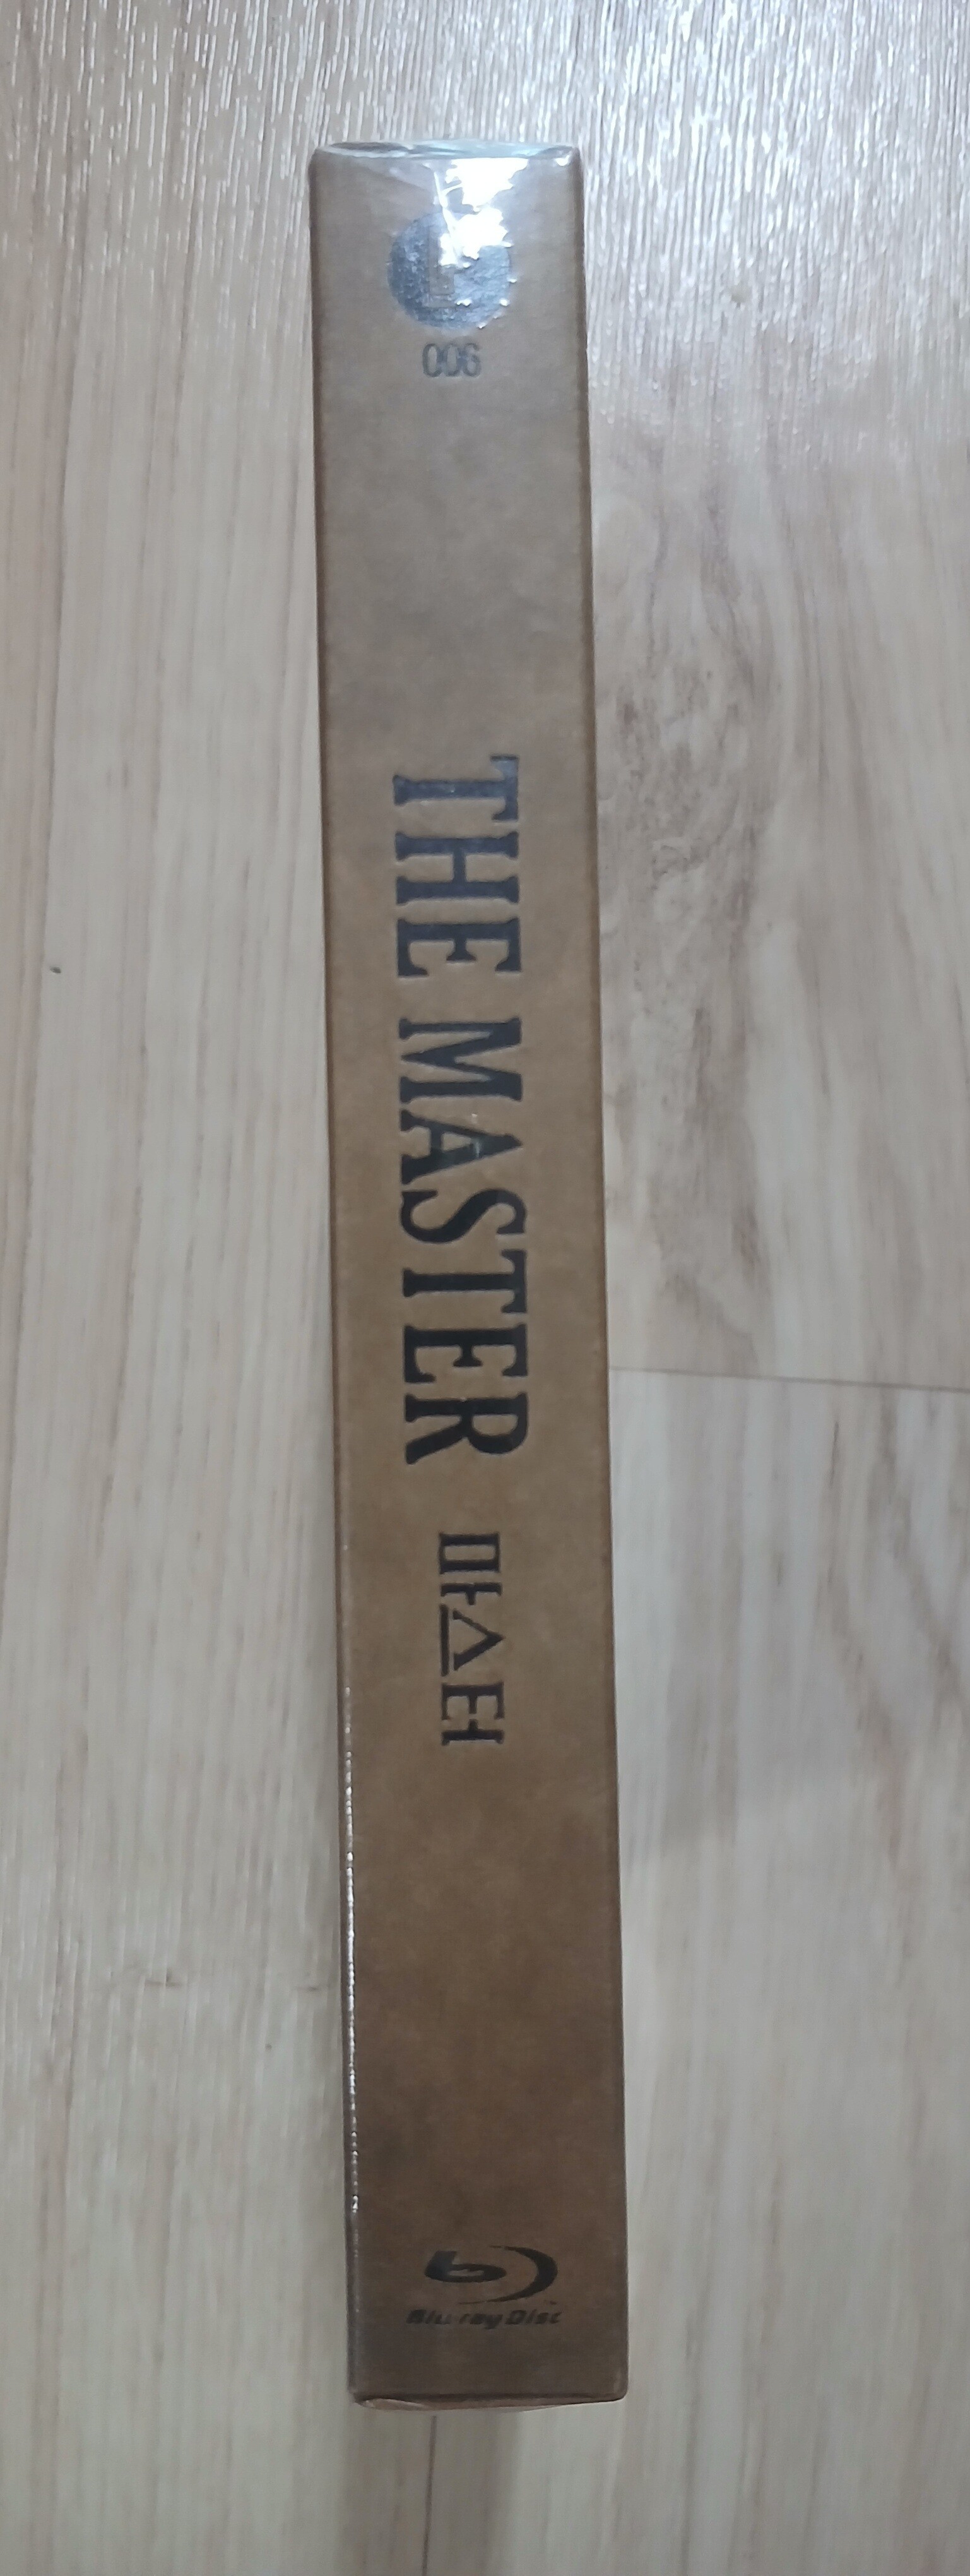 006
THE MASTER 마스터
Blu-ray Disc